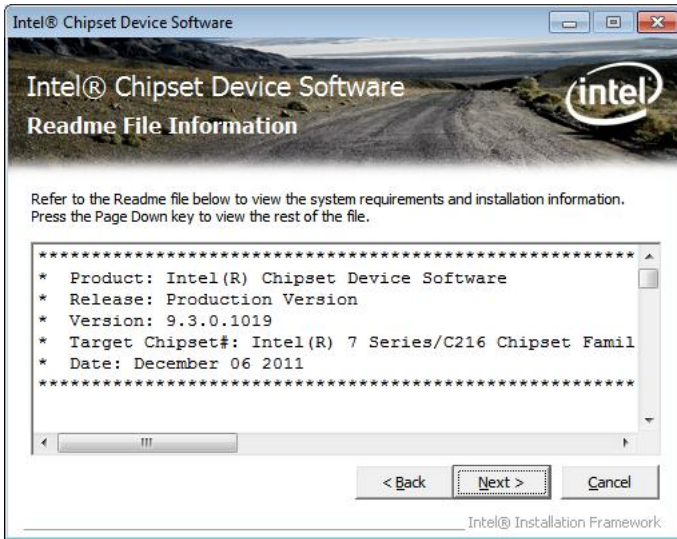 Intel® Chipset Device Software
Intel® Chipset Device Software
intel
Readme File Information
Refer to the Readme file below to view the system requirements and installation information.
Press the Page Down key to view the rest of the file.
************************************************************
* Product: Intel(R) Chipset Device Software
* Release: Production Version
* Version: 9.3.0.1019
* Target Chipset#: Intel(R) 7 Series/C216 Chipset Famil
* Date: December 06 2011
************************************************************
< Back Next > Cancel
Intel® Installation Framework